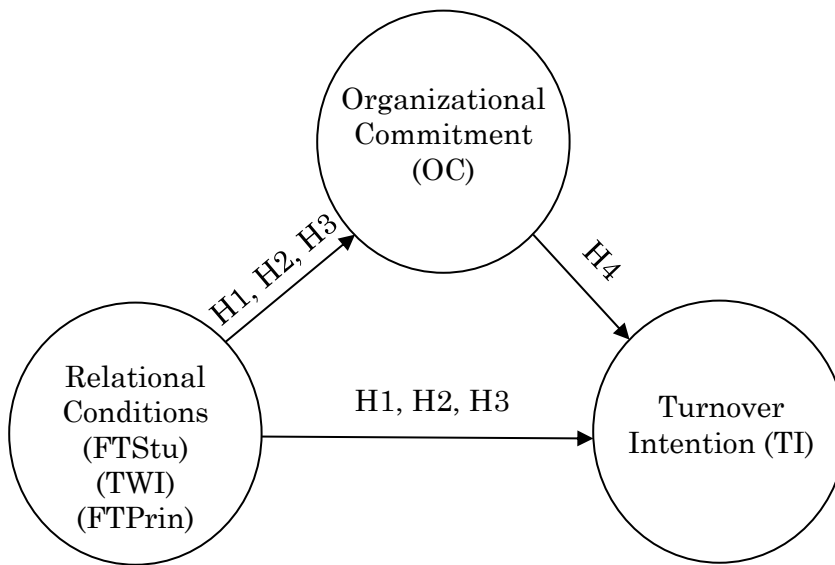 Organizational
Commitment
(OC)
H1, H2, H3
H4
Relational
Conditions
(FTStu)
(TWI)
(FTPrin)
H1, H2, H3
Turnover
Intention (TI)